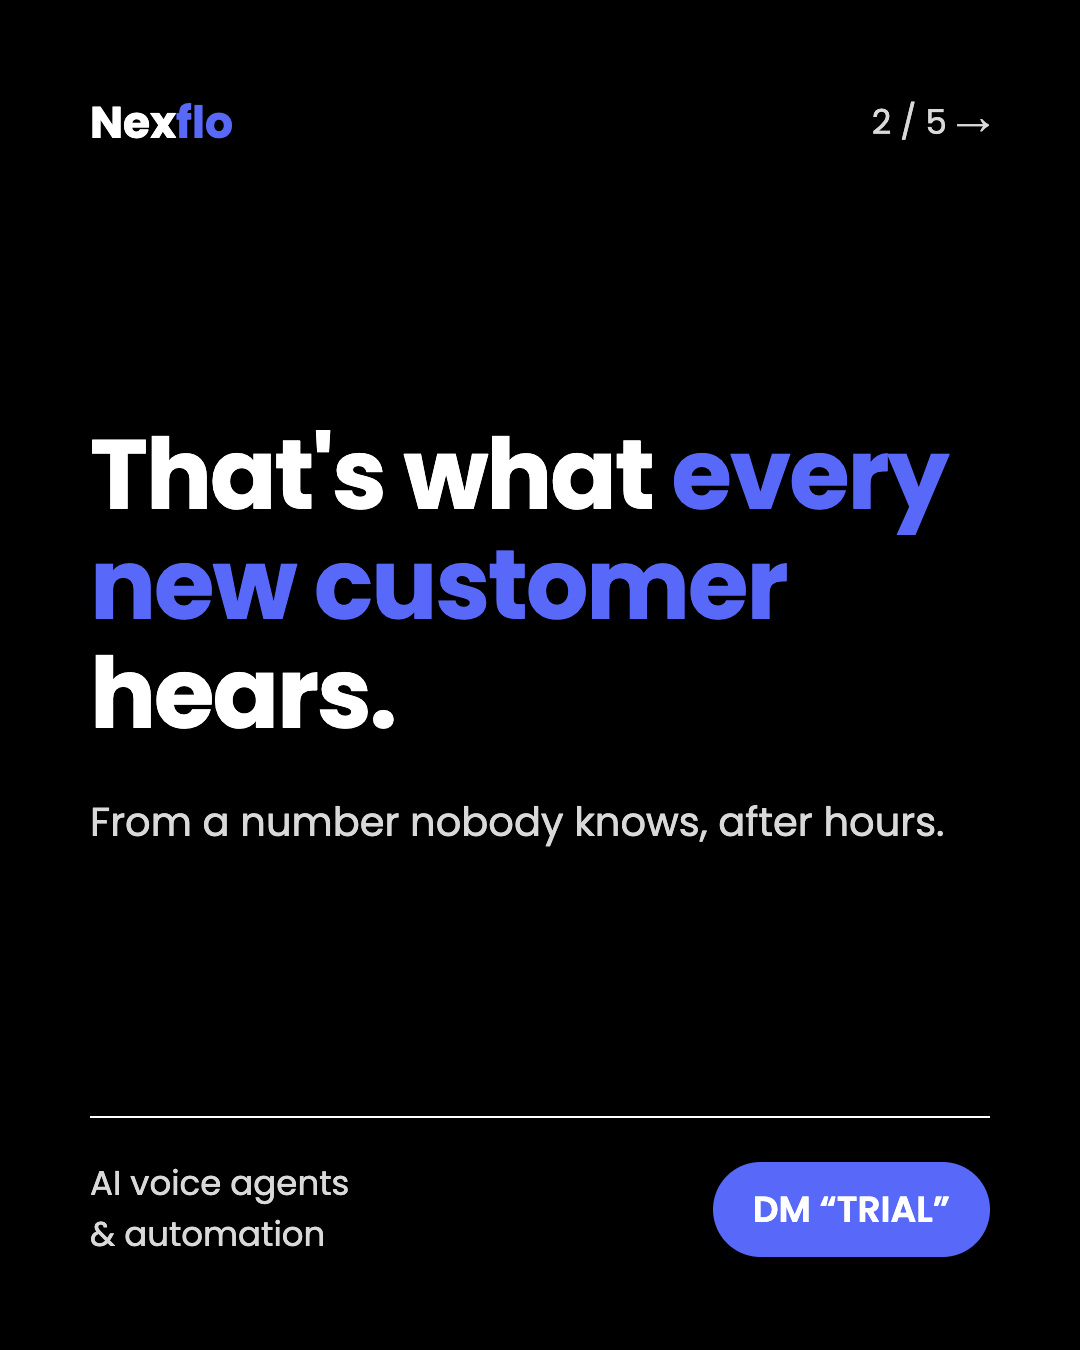 Nexflo
2 / 5 →
That's what every
new customer
hears.
From a number nobody knows, after hours.
AI voice agents
& automation
DM “TRIAL”